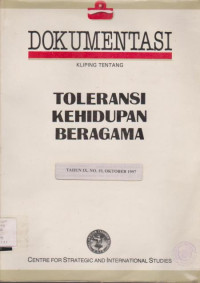 DOKUMENTASI
KLIPING TENTANG
TOLERANSI
KEHIDUPAN
BERAGAMA
TAHUN IX, NO. 15, OKTOBER 1997
CENTRE FOR STRATEGIC AND INTERNATIONAL STUDIES